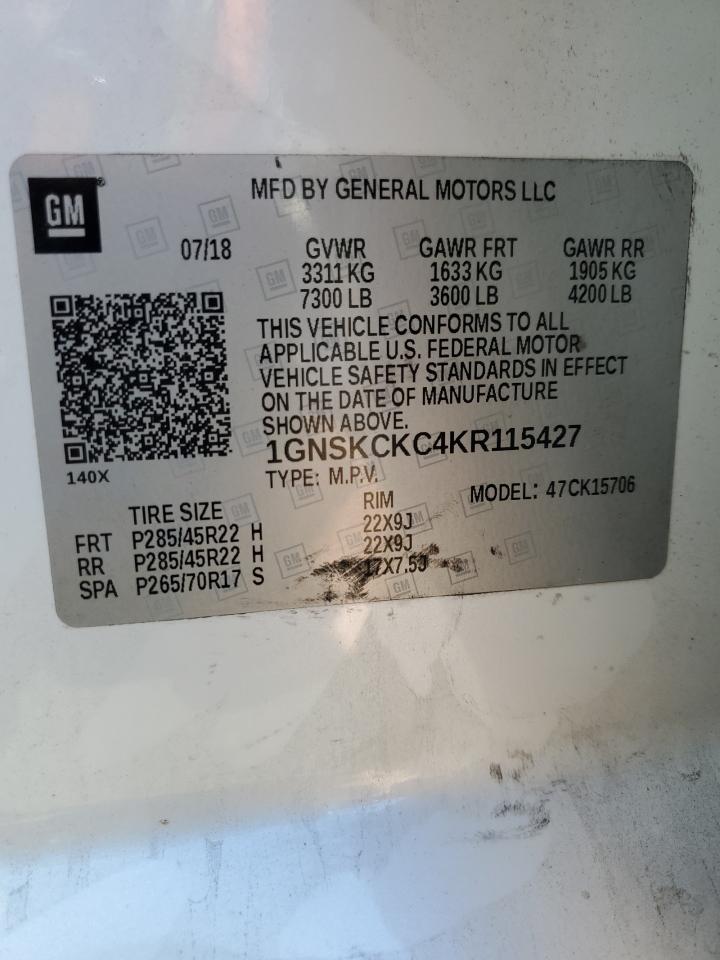 GM
MFD BY GENERAL MOTORS LLC
07/18 GVWR GAWR FRT GAWR RR
3311 KG 1633 KG 1905 KG
7300 LB 3600 LB 4200 LB
THIS VEHICLE CONFORMS TO ALL
APPLICABLE U.S. FEDERAL MOTOR
VEHICLE SAFETY STANDARDS IN EFFECT
ON THE DATE OF MANUFACTURE
SHOWN ABOVE.
1GNSKCKC4KR115427
140X
TYPE: M.P.V. MODEL: 47CK15706
TIRE SIZE RIM
FRT P285/45R22 H 22X9J
RR P285/45R22 H 22X9J
SPA P265/70R17 S 17X7.5J